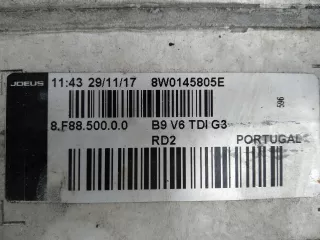 JOEUS 11:43 29/11/17 8W0145805E
596
8.F88.500.0.0 B9 V6 TDI G3
RD2 PORTUGAL